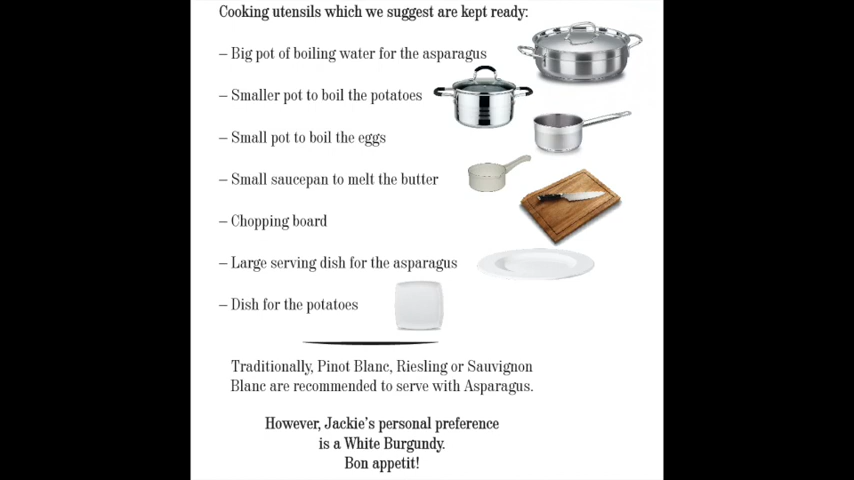 Cooking utensils which we suggest are kept ready:
– Big pot of boiling water for the asparagus
– Smaller pot to boil the potatoes
– Small pot to boil the eggs
– Small saucepan to melt the butter
– Chopping board
– Large serving dish for the asparagus
– Dish for the potatoes
Traditionally, Pinot Blanc, Riesling or Sauvignon
Blanc are recommended to serve with Asparagus.
However, Jackie's personal preference
is a White Burgundy.
Bon appetit!